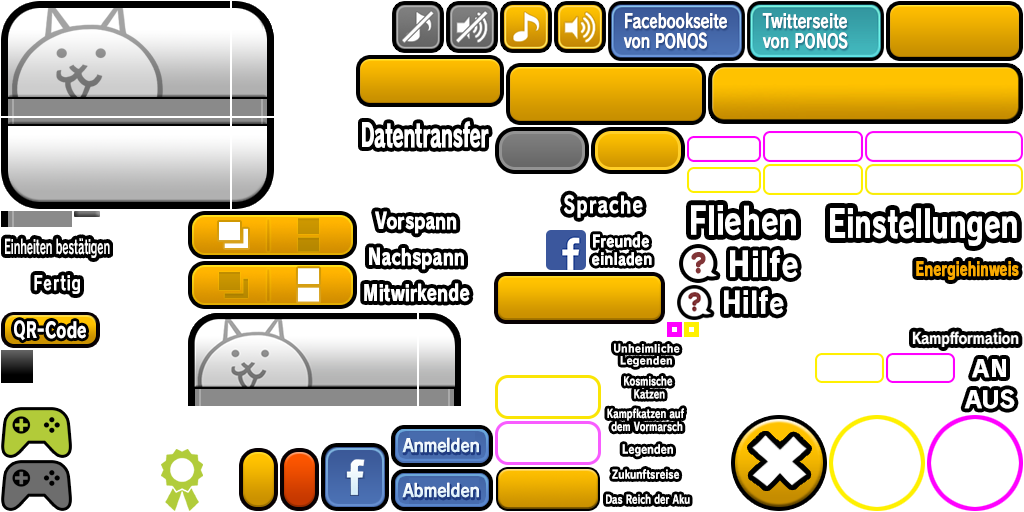 Facebookseite
von PONOS
Twitterseite
von PONOS
Datentransfer
Sprache
Vorspann
Fliehen
Einstellungen
Einheiten bestätigen
Freunde
einladen
Nachspann
Hilfe
Energiehinweis
Fertig
Mitwirkende
Hilfe
QR-Code
Unheimliche
Legenden
Kampfformation
Kosmische
Katzen
AN
AUS
Kampfkatzen auf
dem Vormarsch
Anmelden
Legenden
Zukunftsreise
Abmelden
Das Reich der Aku